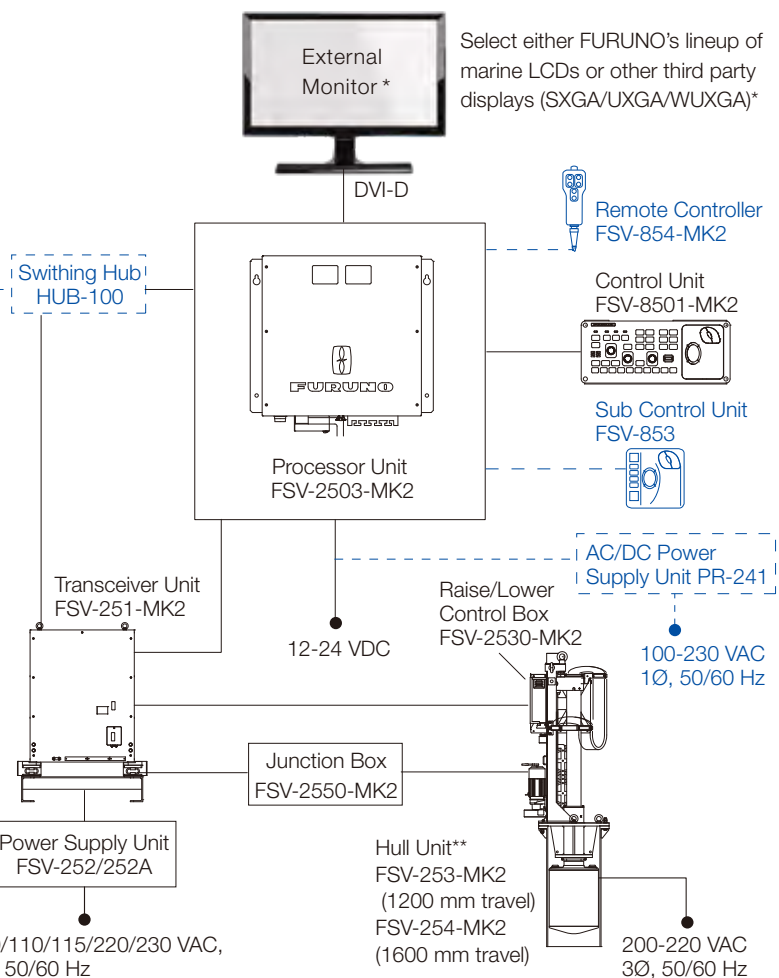 External
Monitor *
Select either FURUNO's lineup of
marine LCDs or other third party
displays (SXGA/UXGA/WUXGA)*
DVI-D
Remote Controller
FSV-854-MK2
Swithing Hub
HUB-100
Control Unit
FSV-8501-MK2
FURUNO
Sub Control Unit
FSV-853
Processor Unit
FSV-2503-MK2
AC/DC Power
Supply Unit PR-241
Transceiver Unit
FSV-251-MK2
Raise/Lower
Control Box
FSV-2530-MK2
12-24 VDC
100-230 VAC
1Ø, 50/60 Hz
Junction Box
FSV-2550-MK2
Power Supply Unit
FSV-252/252A
Hull Unit**
FSV-253-MK2
(1200 mm travel)
FSV-254-MK2
(1600 mm travel)
/110/115/220/230 VAC,
50/60 Hz
200-220 VAC
3Ø, 50/60 Hz